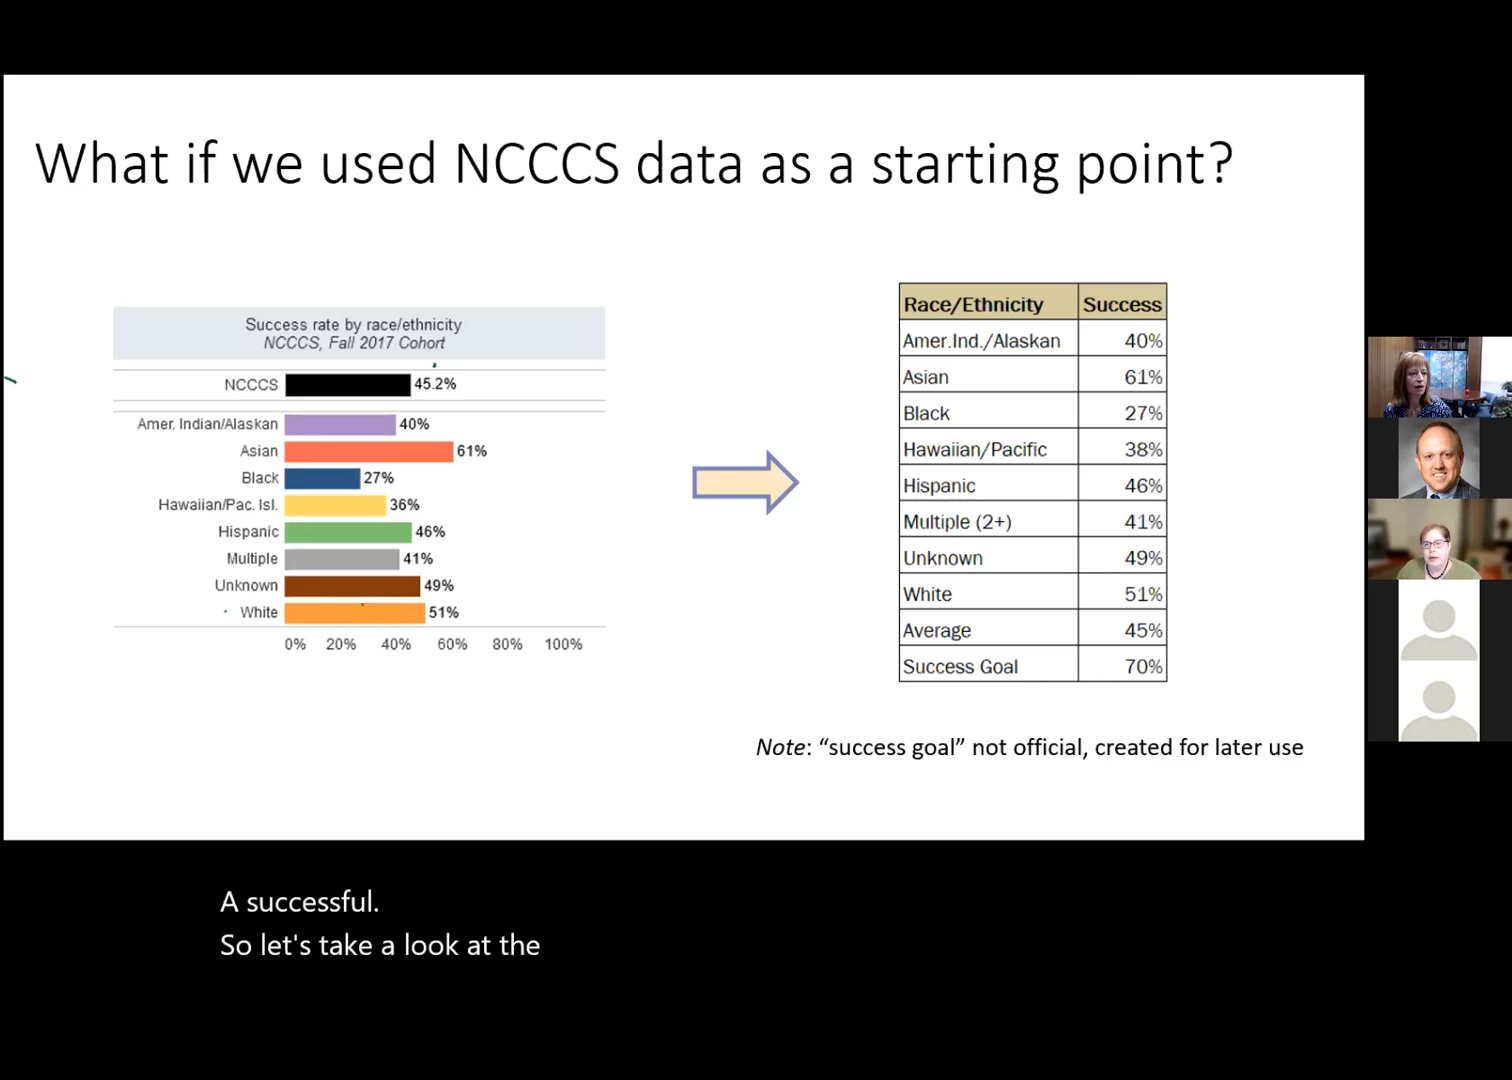 What if we used NCCCS data as a starting point?
Success rate by race/ethnicity
NCCCS, Fall 2017 Cohort
NCCCS 45.2%
Amer. Indian/Alaskan 40%
Asian 61%
Black 27%
Hawaiian/Pac. Isl. 36%
Hispanic 46%
Multiple 41%
Unknown 49%
White 51%
0% 20% 40% 60% 80% 100%
Race/Ethnicity Success
Amer.Ind./Alaskan 40%
Asian 61%
Black 27%
Hawaiian/Pacific 38%
Hispanic 46%
Multiple (2+) 41%
Unknown 49%
White 51%
Average 45%
Success Goal 70%
Note: “success goal” not official, created for later use
A successful.
So let's take a look at the